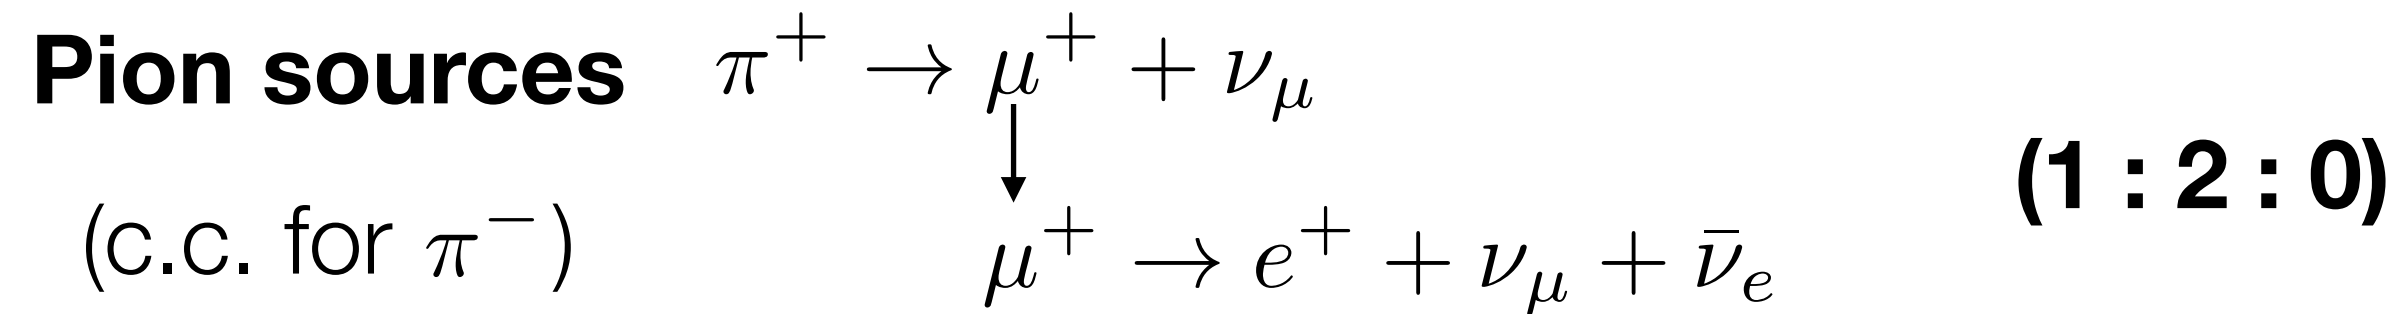 Pion sources π⁺ → μ⁺ + ν_μ
(1 : 2 : 0)
(c.c. for π⁻) μ⁺ → e⁺ + ν_μ + ν̄_e